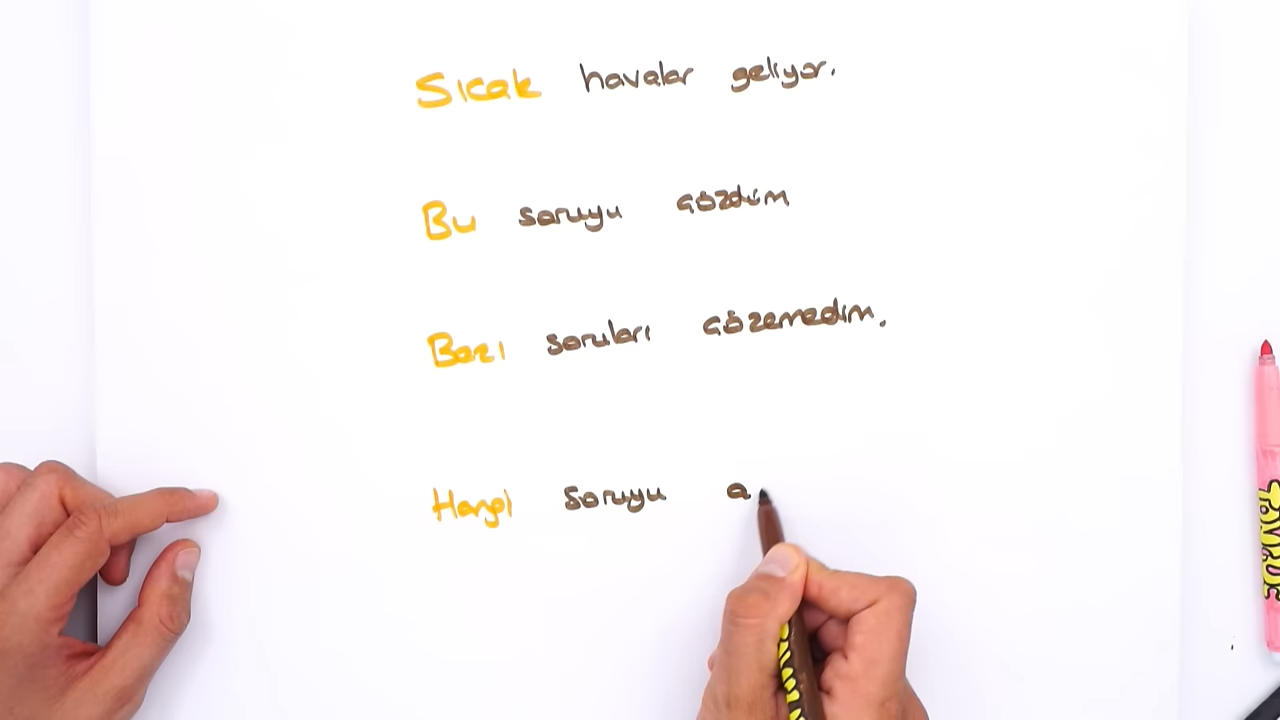 Sıcak havalar geliyor.
Bu soruyu çözdüm
Bazı soruları çözemedim.
Hangi soruyu a